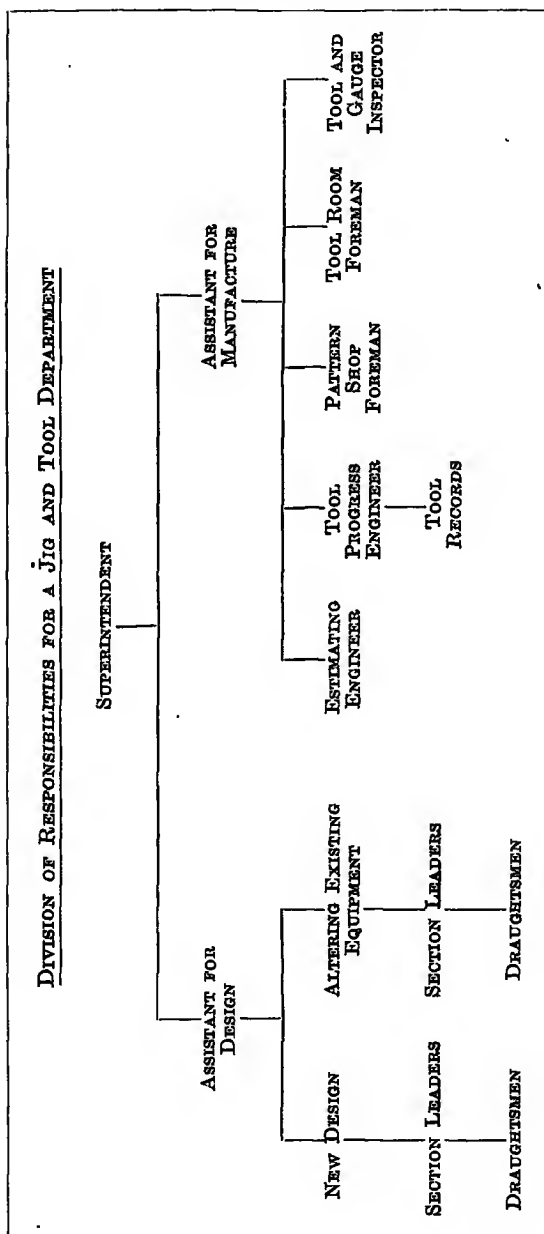 DIVISION OF RESPONSIBILITIES FOR A JIG AND TOOL DEPARTMENT
SUPERINTENDENT
ASSISTANT FOR
DESIGN
ASSISTANT FOR
MANUFACTURE
NEW DESIGN
ALTERING EXISTING
EQUIPMENT
ESTIMATING
ENGINEER
TOOL
PROGRESS
ENGINEER
PATTERN
SHOP
FOREMAN
TOOL ROOM
FOREMAN
TOOL AND
GAUGE
INSPECTOR
SECTION LEADERS
SECTION LEADERS
TOOL
RECORDS
DRAUGHTSMEN
DRAUGHTSMEN